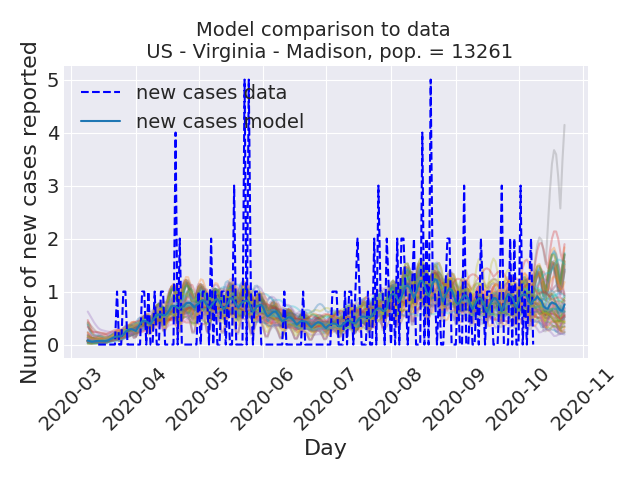 Model comparison to data
US - Virginia - Madison, pop. = 13261
Number of new cases reported
5
4
3
2
1
0
new cases data
new cases model
2020-03
2020-04
2020-05
2020-06
2020-07
2020-08
2020-09
2020-10
2020-11
Day